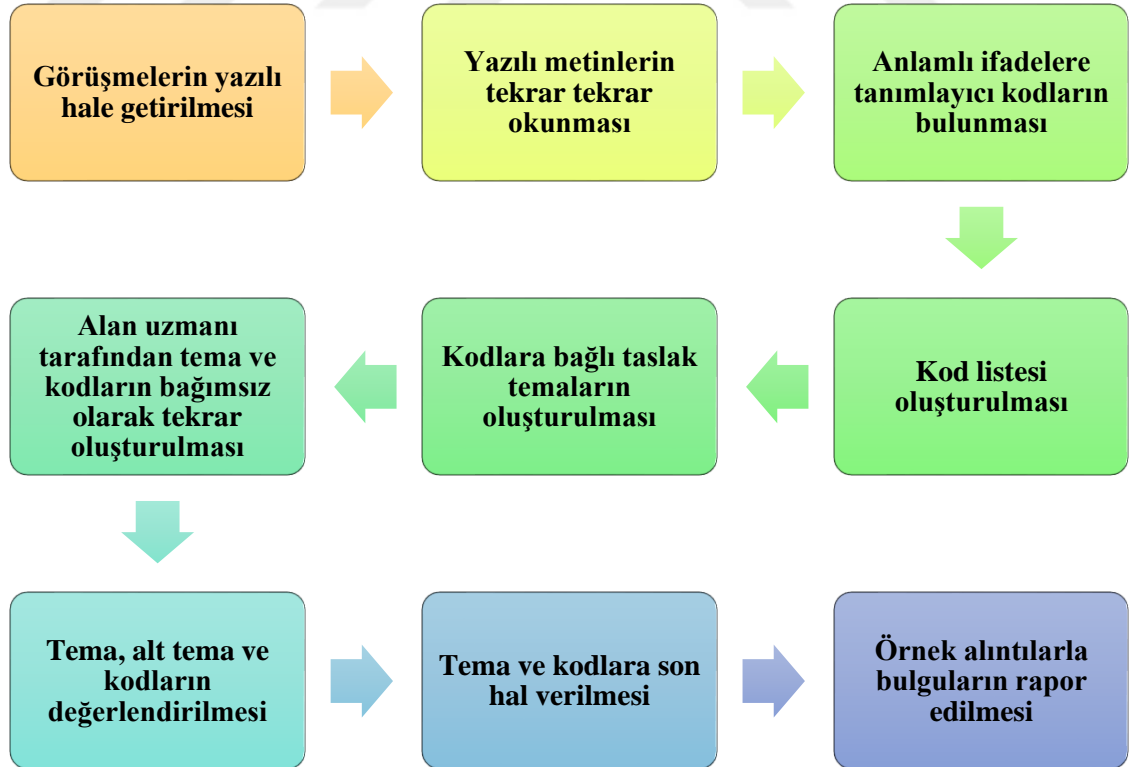 Görüşmelerin yazılı
hale getirilmesi
Yazılı metinlerin
tekrar tekrar
okunması
Anlamlı ifadelere
tanımlayıcı kodların
bulunması
Kod listesi
oluşturulması
Kodlara bağlı taslak
temaların
oluşturulması
Alan uzmanı
tarafından tema ve
kodların bağımsız
olarak tekrar
oluşturulması
Tema, alt tema ve
kodların
değerlendirilmesi
Tema ve kodlara son
hal verilmesi
Örnek alıntılarla
bulguların rapor
edilmesi